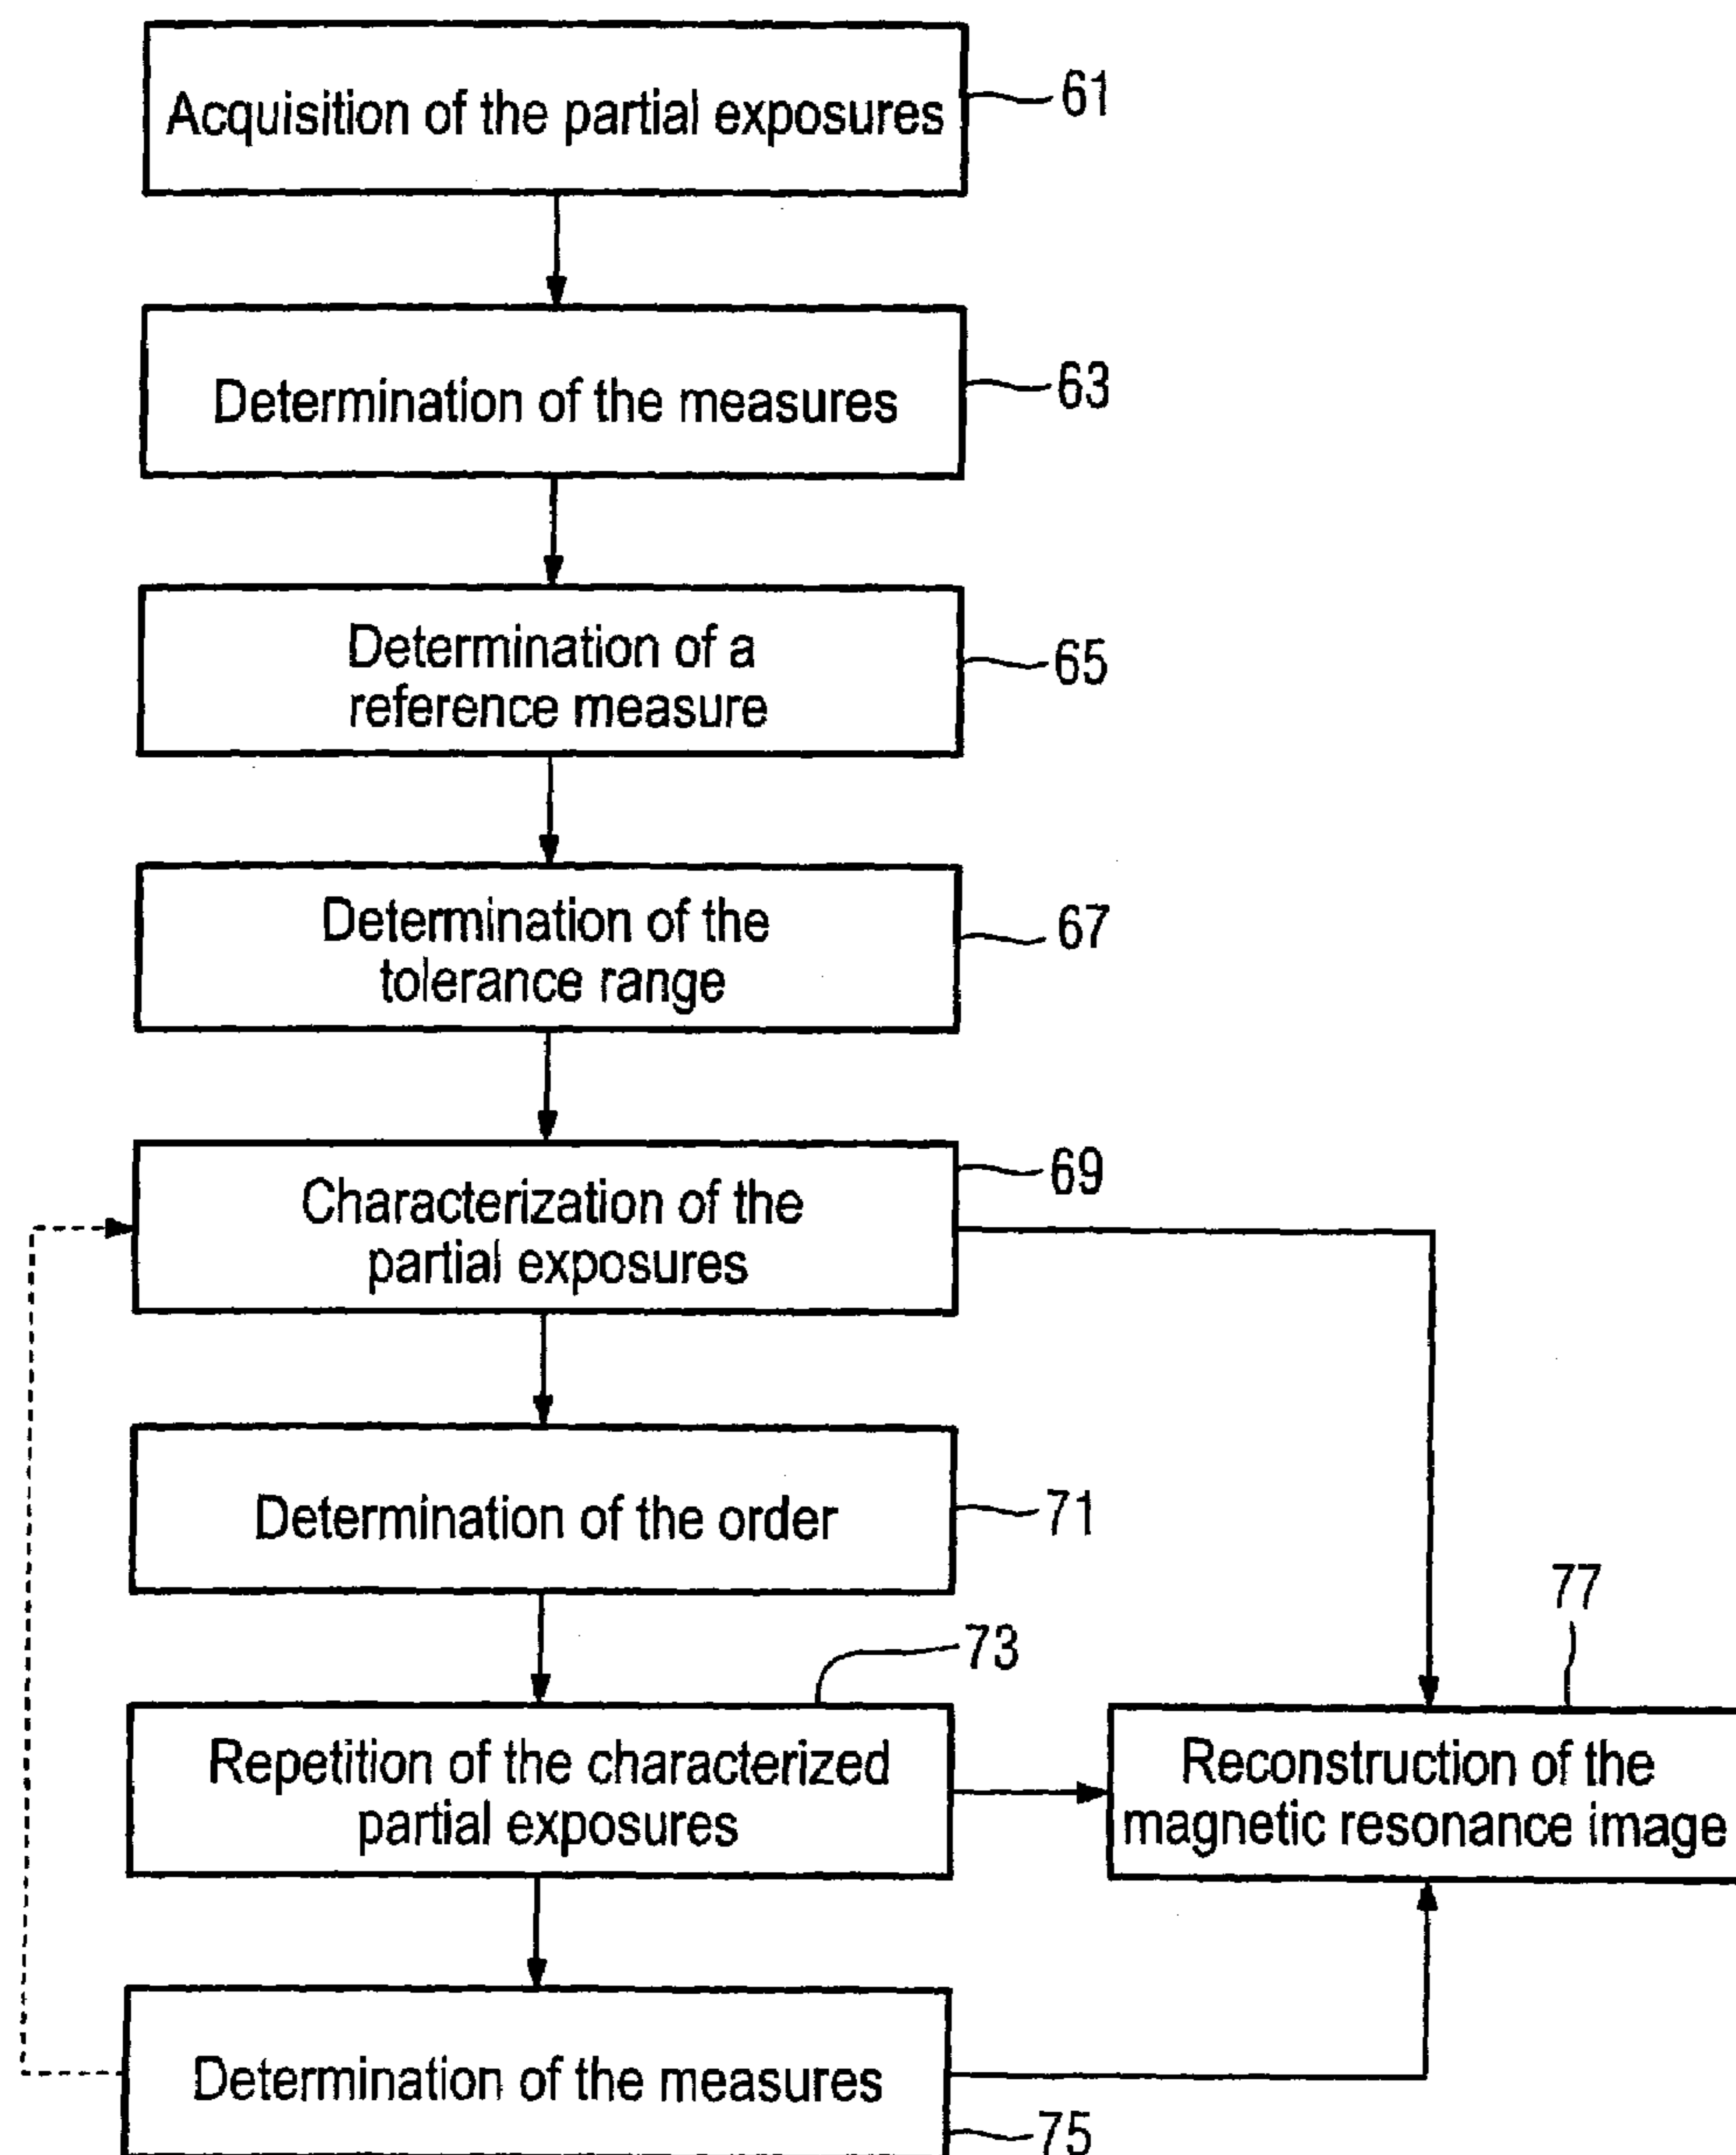 Acquisition of the partial exposures
61
Determination of the measures
63
Determination of a
reference measure
65
Determination of the
tolerance range
67
Characterization of the
partial exposures
69
Determination of the order
71
Repetition of the characterized
partial exposures
73
Reconstruction of the
magnetic resonance image
77
Determination of the measures
75